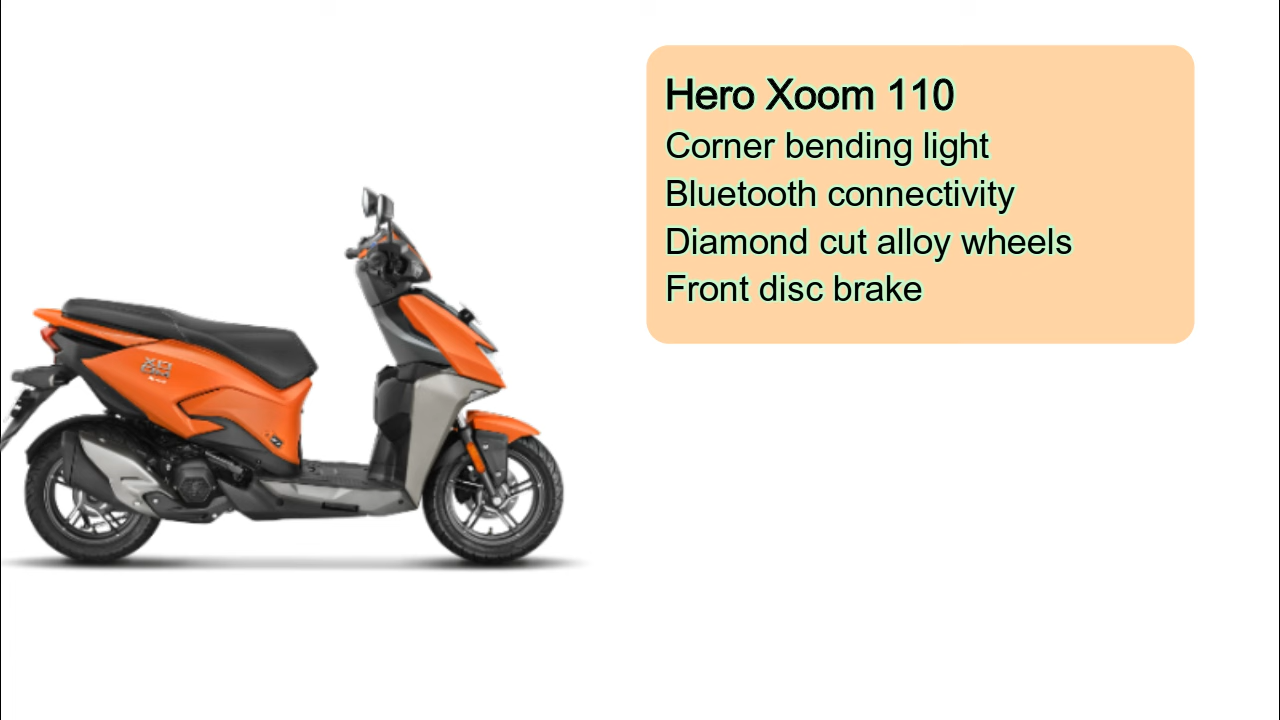 Hero Xoom 110
Corner bending light
Bluetooth connectivity
Diamond cut alloy wheels
Front disc brake